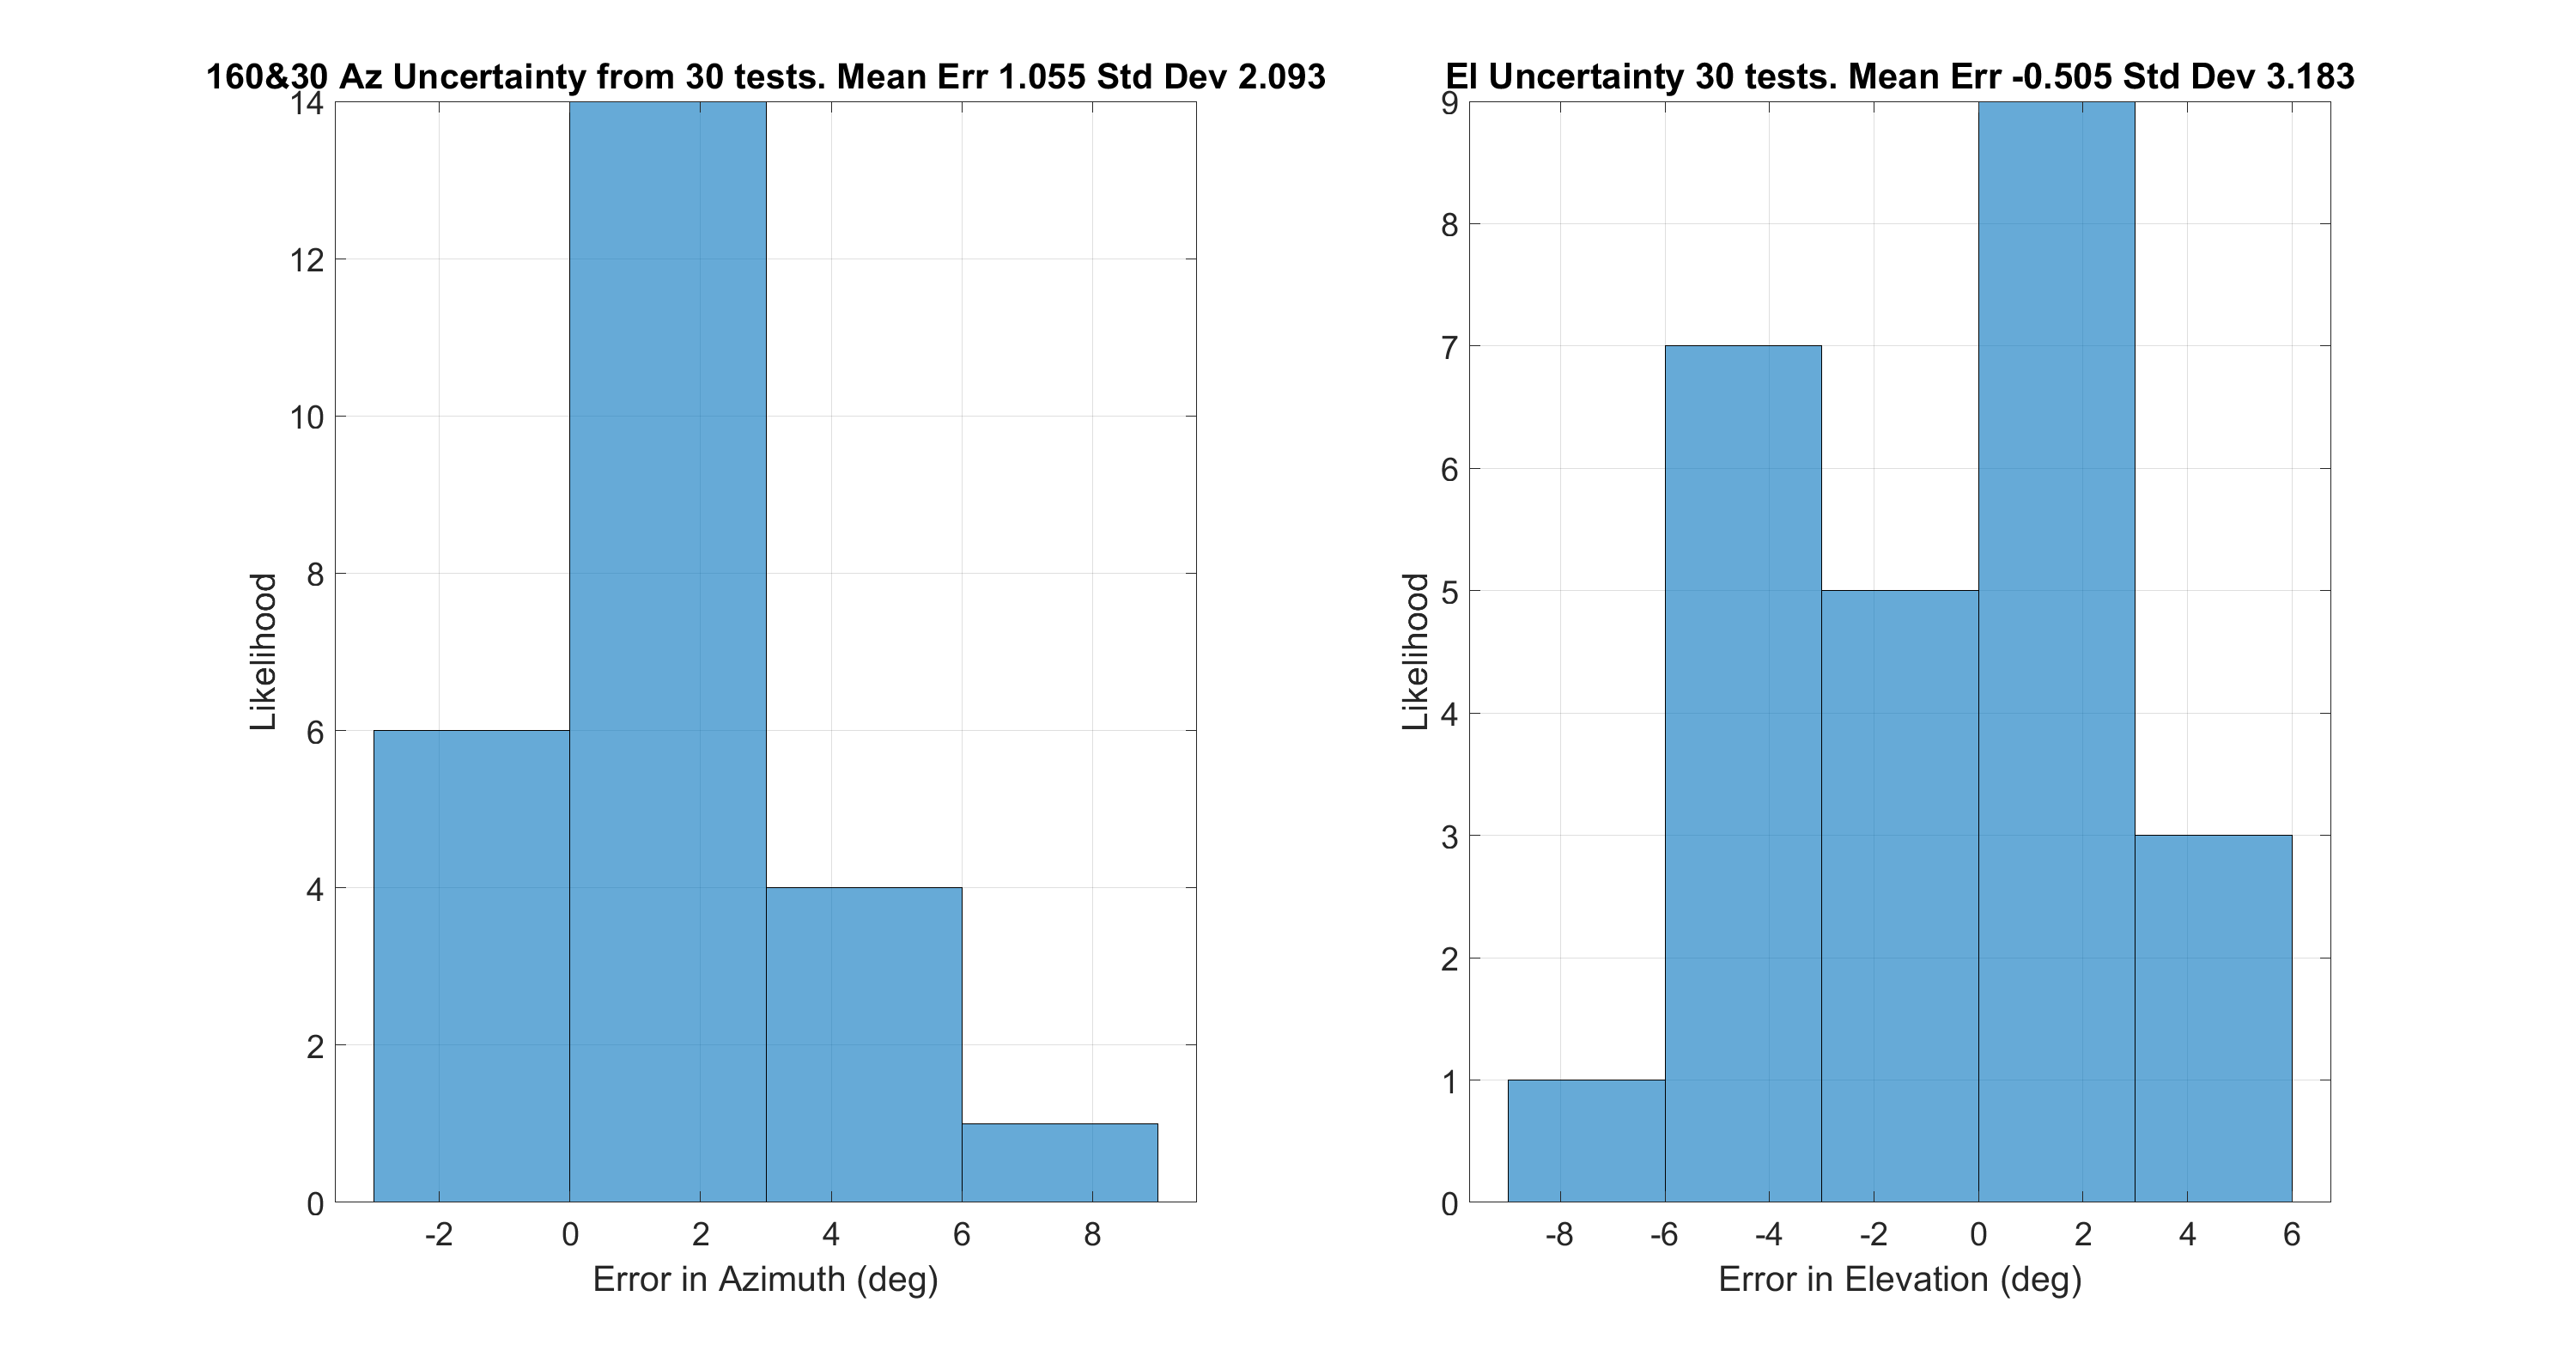 160&30 Az Uncertainty from 30 tests. Mean Err 1.055 Std Dev 2.093
14
12
10
8
6
4
2
0
Likelihood
-2 0 2 4 6 8
Error in Azimuth (deg)
El Uncertainty 30 tests. Mean Err -0.505 Std Dev 3.183
9
8
7
6
5
4
3
2
1
0
Likelihood
-8 -6 -4 -2 0 2 4 6
Error in Elevation (deg)